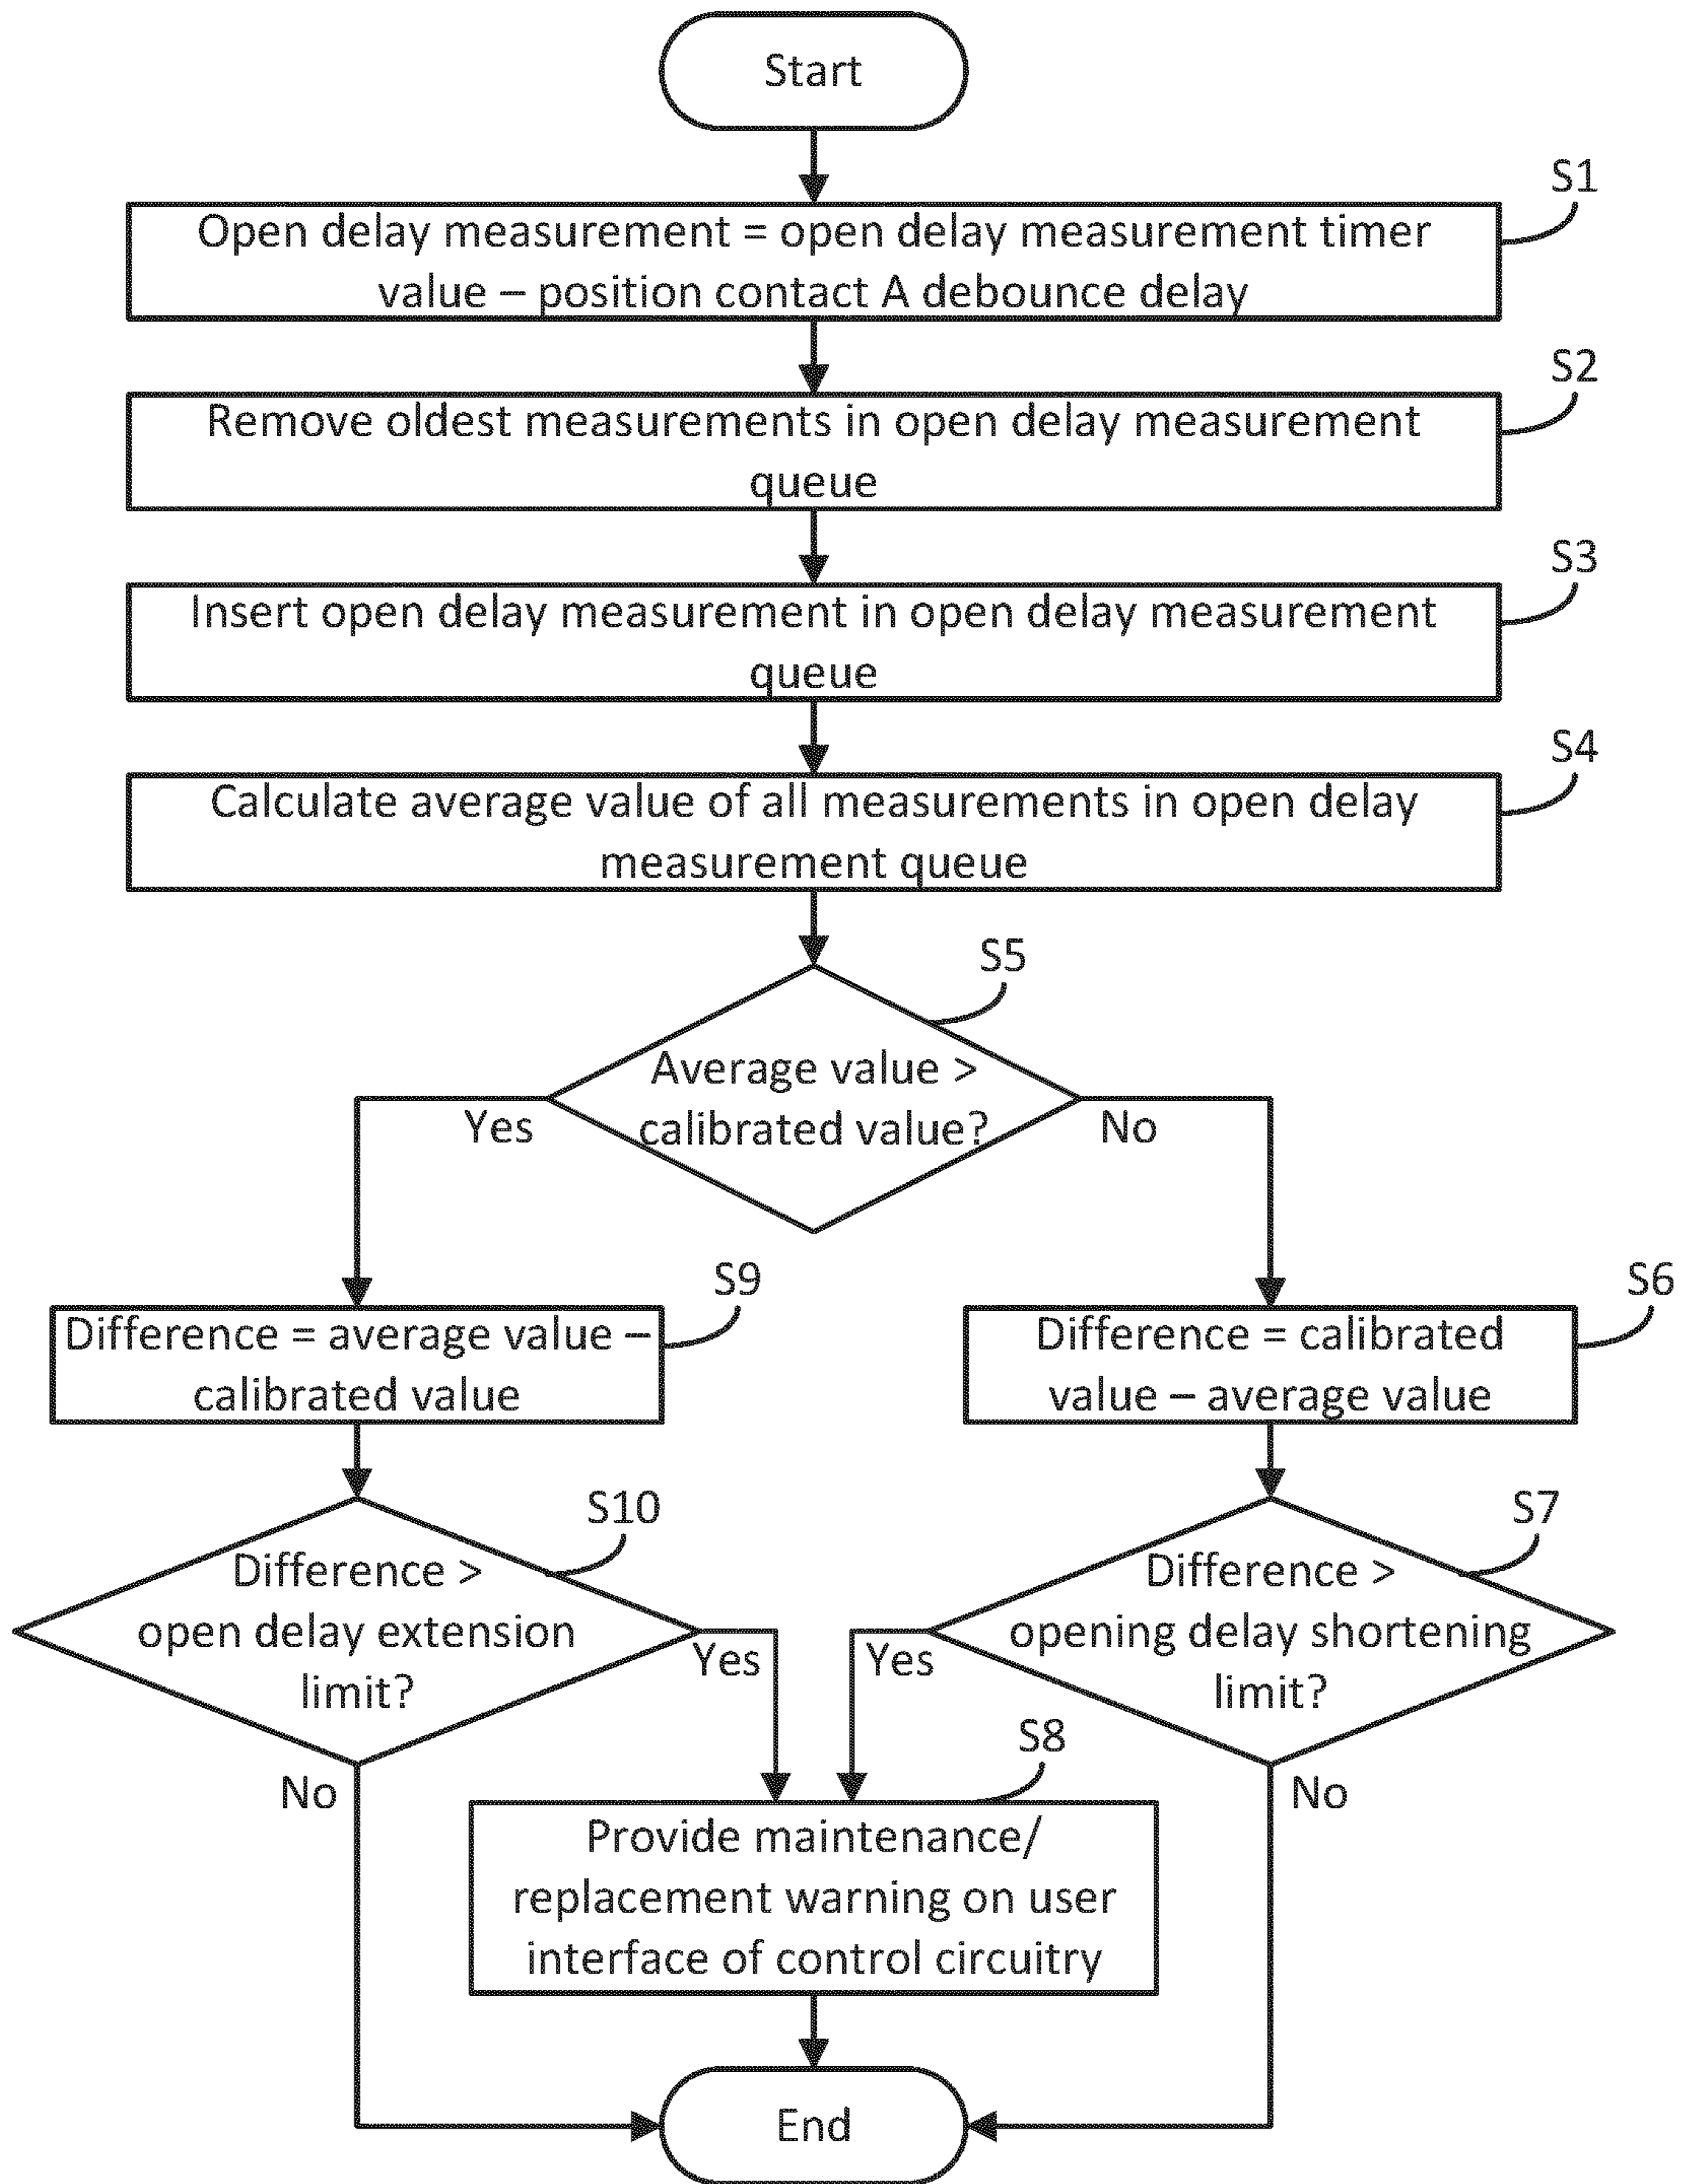 Start
S1
Open delay measurement = open delay measurement timer
value – position contact A debounce delay
S2
Remove oldest measurements in open delay measurement
queue
S3
Insert open delay measurement in open delay measurement
queue
S4
Calculate average value of all measurements in open delay
measurement queue
S5
Average value >
calibrated value?
Yes
No
S9
Difference = average value –
calibrated value
S6
Difference = calibrated
value – average value
S10
Difference >
open delay extension
limit?
Yes
No
S7
Difference >
opening delay shortening
limit?
Yes
No
S8
Provide maintenance/
replacement warning on user
interface of control circuitry
End